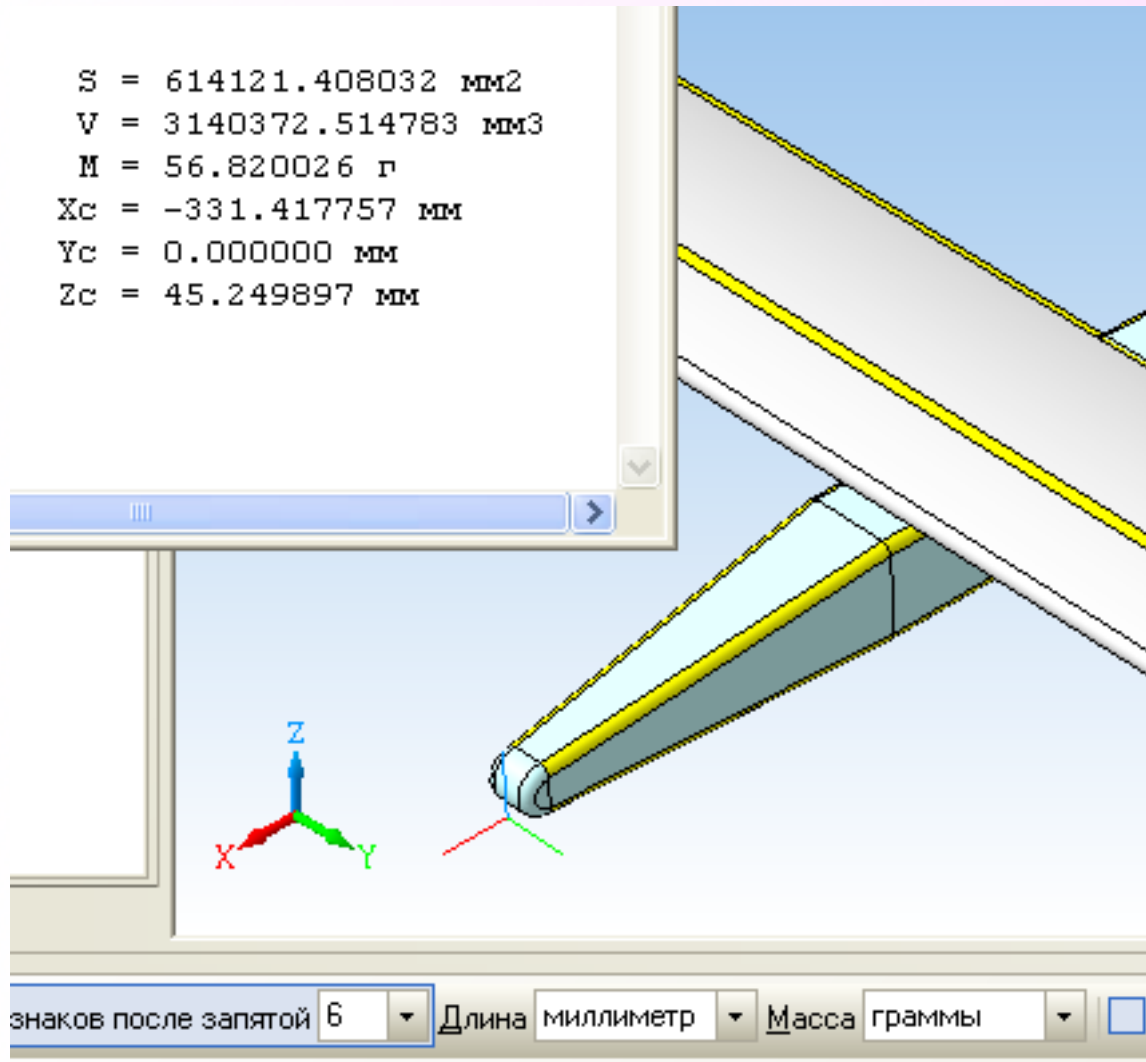 S = 614121.408032 мм2
V = 3140372.514783 мм3
M = 56.820026 г
Xc = -331.417757 мм
Yc = 0.000000 мм
Zc = 45.249897 мм
Z
X
Y
знаков после запятой 6 Длина миллиметр Масса граммы